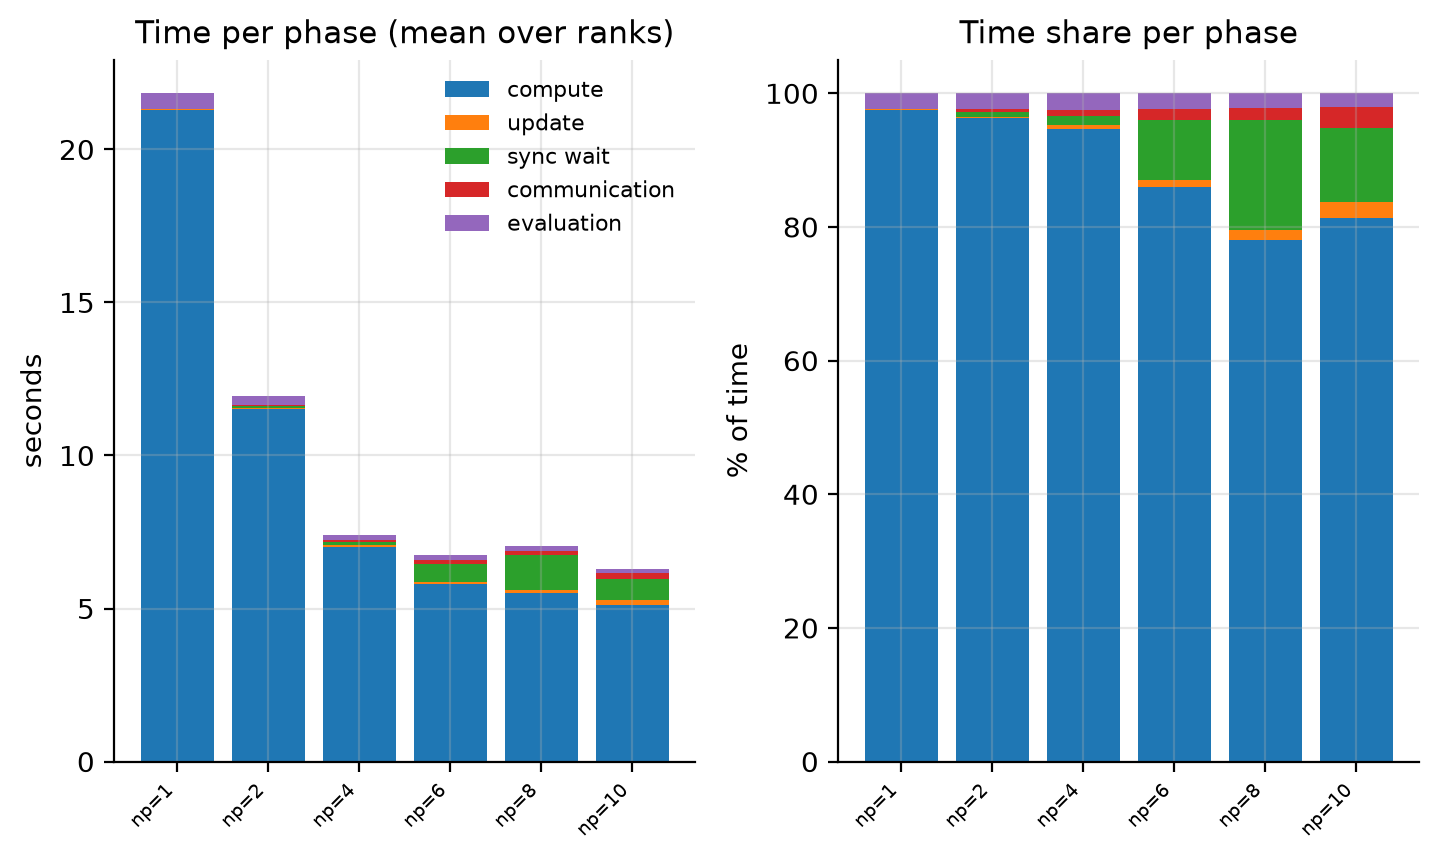 Time per phase (mean over ranks)
seconds
20
15
10
5
0
compute
update
sync wait
communication
evaluation
np=1
np=2
np=4
np=6
np=8
np=10
Time share per phase
% of time
100
80
60
40
20
0
np=1
np=2
np=4
np=6
np=8
np=10